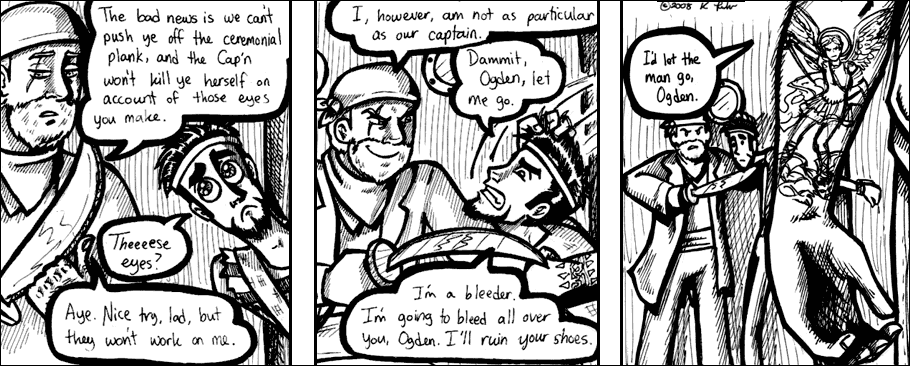 The bad news is we can't
push ye off the ceremonial
plank, and the Cap'n
won't kill ye herself on
account of those eyes
you make.
Theeeese
eyes?
Aye. Nice try, lad, but
they won't work on me.
I, however, am not as particular
as our captain.
Dammit,
Ogden, let
me go.
I'm a bleeder.
I'm going to bleed all over
you, Ogden. I'll ruin your shoes.
©2008 K.
I'd let the
man go,
Ogden.